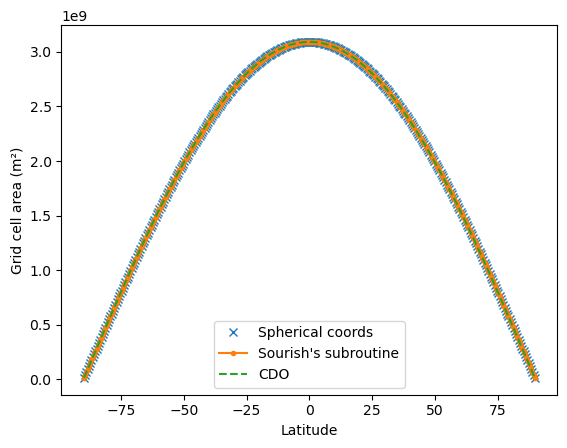 1e9
3.0
2.5
2.0
1.5
1.0
0.5
0.0
Grid cell area (m²)
Spherical coords
Sourish's subroutine
CDO
−75 −50 −25 0 25 50 75
Latitude